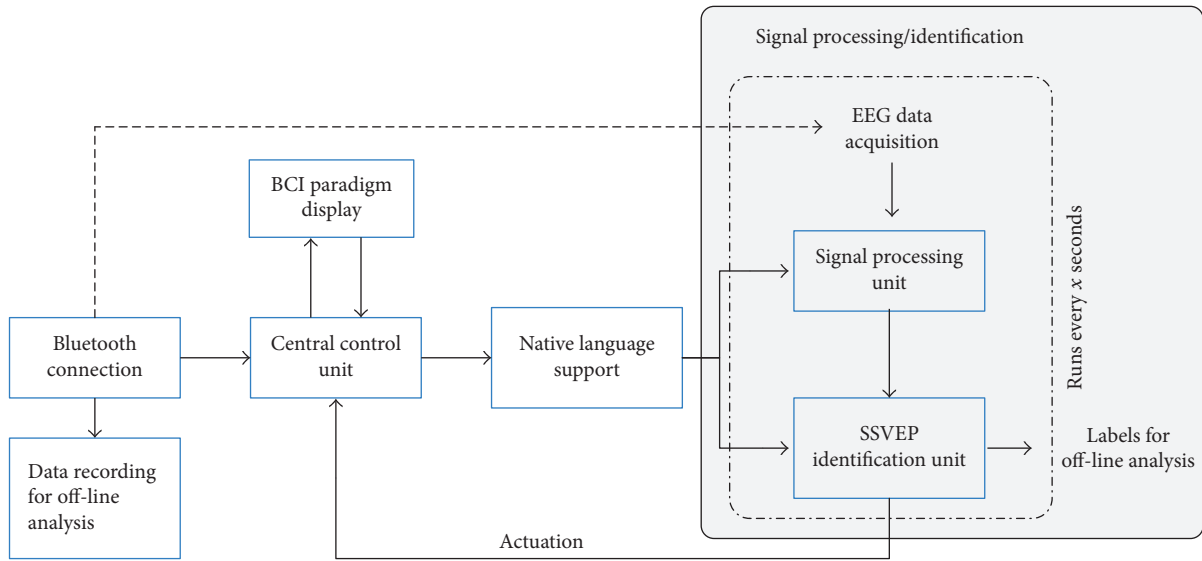 Signal processing/identification
EEG data
acquisition
BCI paradigm
display
Signal processing
unit
Runs every x seconds
Bluetooth
connection
Central control
unit
Native language
support
SSVEP
identification unit
Labels for
off-line analysis
Data recording
for off-line
analysis
Actuation